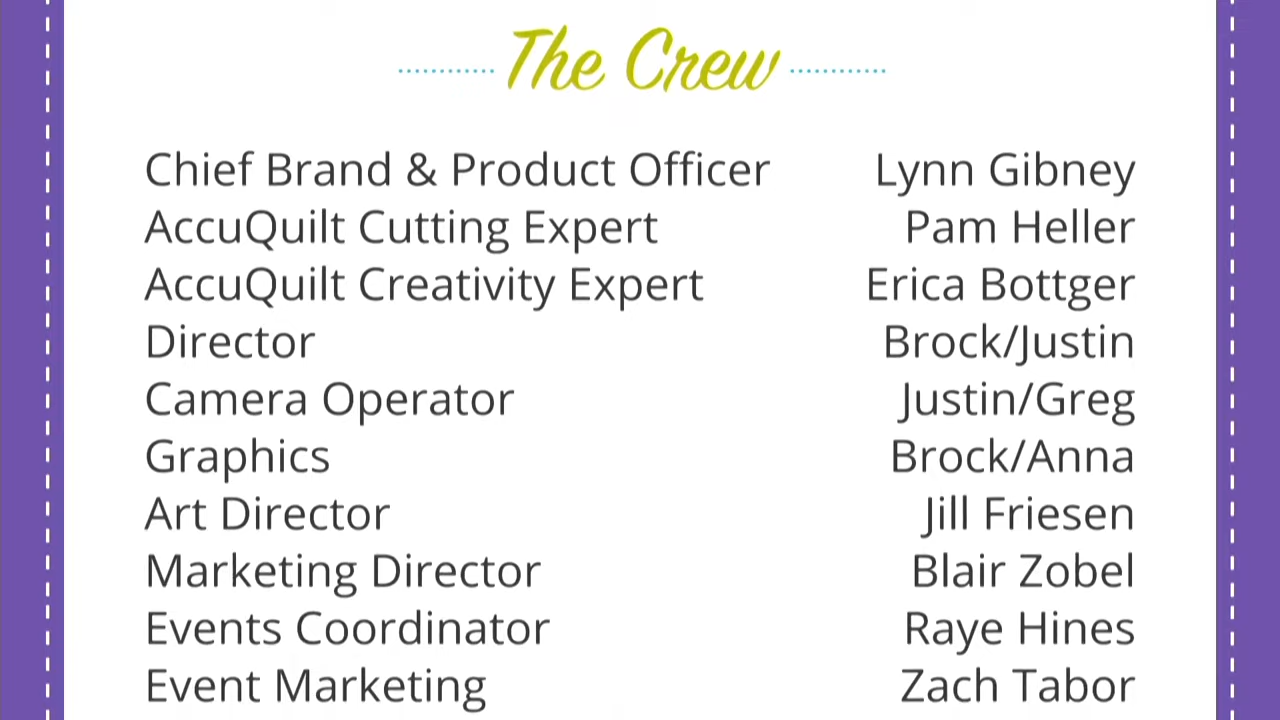 The Crew
Chief Brand & Product Officer Lynn Gibney
AccuQuilt Cutting Expert Pam Heller
AccuQuilt Creativity Expert Erica Bottger
Director Brock/Justin
Camera Operator Justin/Greg
Graphics Brock/Anna
Art Director Jill Friesen
Marketing Director Blair Zobel
Events Coordinator Raye Hines
Event Marketing Zach Tabor